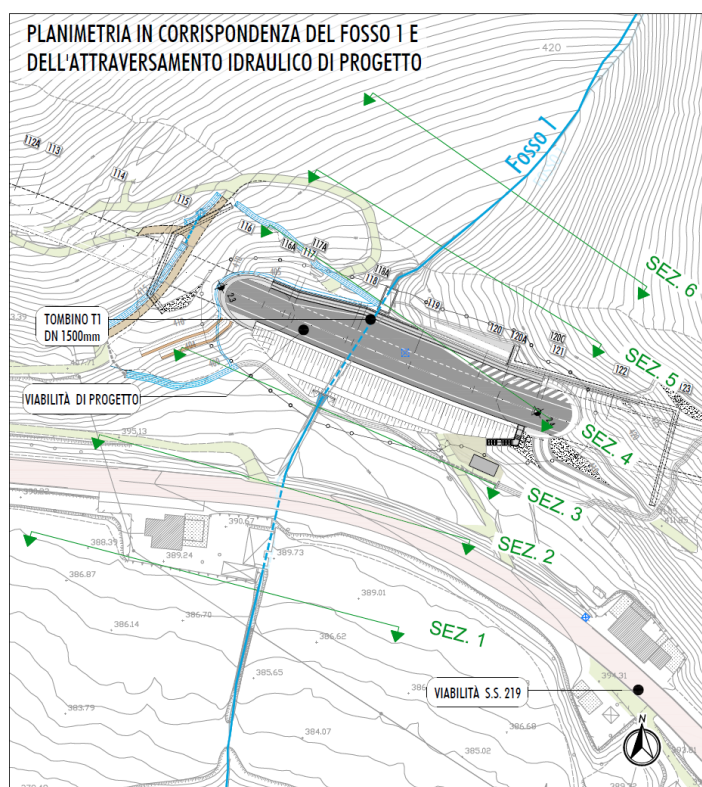 PLANIMETRIA IN CORRISPONDENZA DEL FOSSO 1 E
DELL'ATTRAVERSAMENTO IDRAULICO DI PROGETTO
420
Fosso 1
112A
113
114
115
116
116A
117
117A
118
118A
119
120
120A
120C
121
122
123
SEZ. 6
SEZ. 5
SEZ. 4
SEZ. 3
SEZ. 2
SEZ. 1
TOMBINO T1
DN 1500mm
VIABILITÀ DI PROGETTO
395.13
390.67
388.39
389.24
389.73
386.87
389.01
386.70
386.14
386.62
385.65
383.79
384.07
385.02
386.68
394.31
VIABILITÀ S.S. 219
N